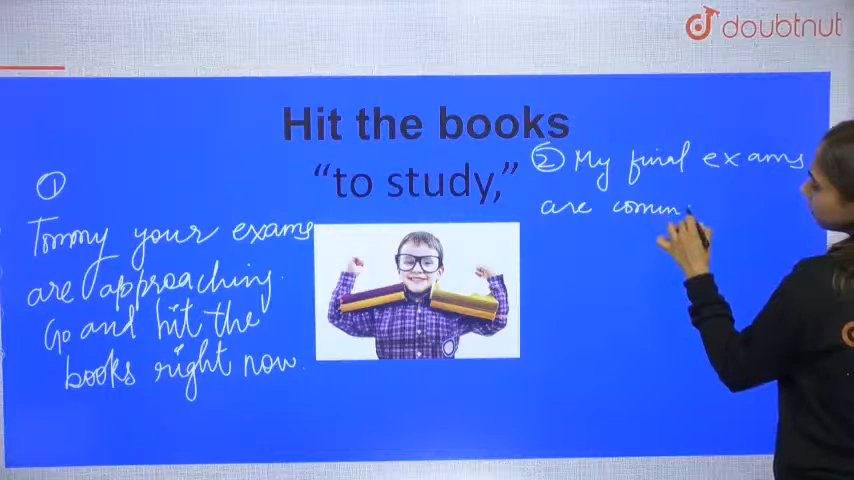 doubtnut
Hit the books
"to study,"
①
Tommy your exams
are approaching.
Go and hit the
books right now.
② My final exams
are commin